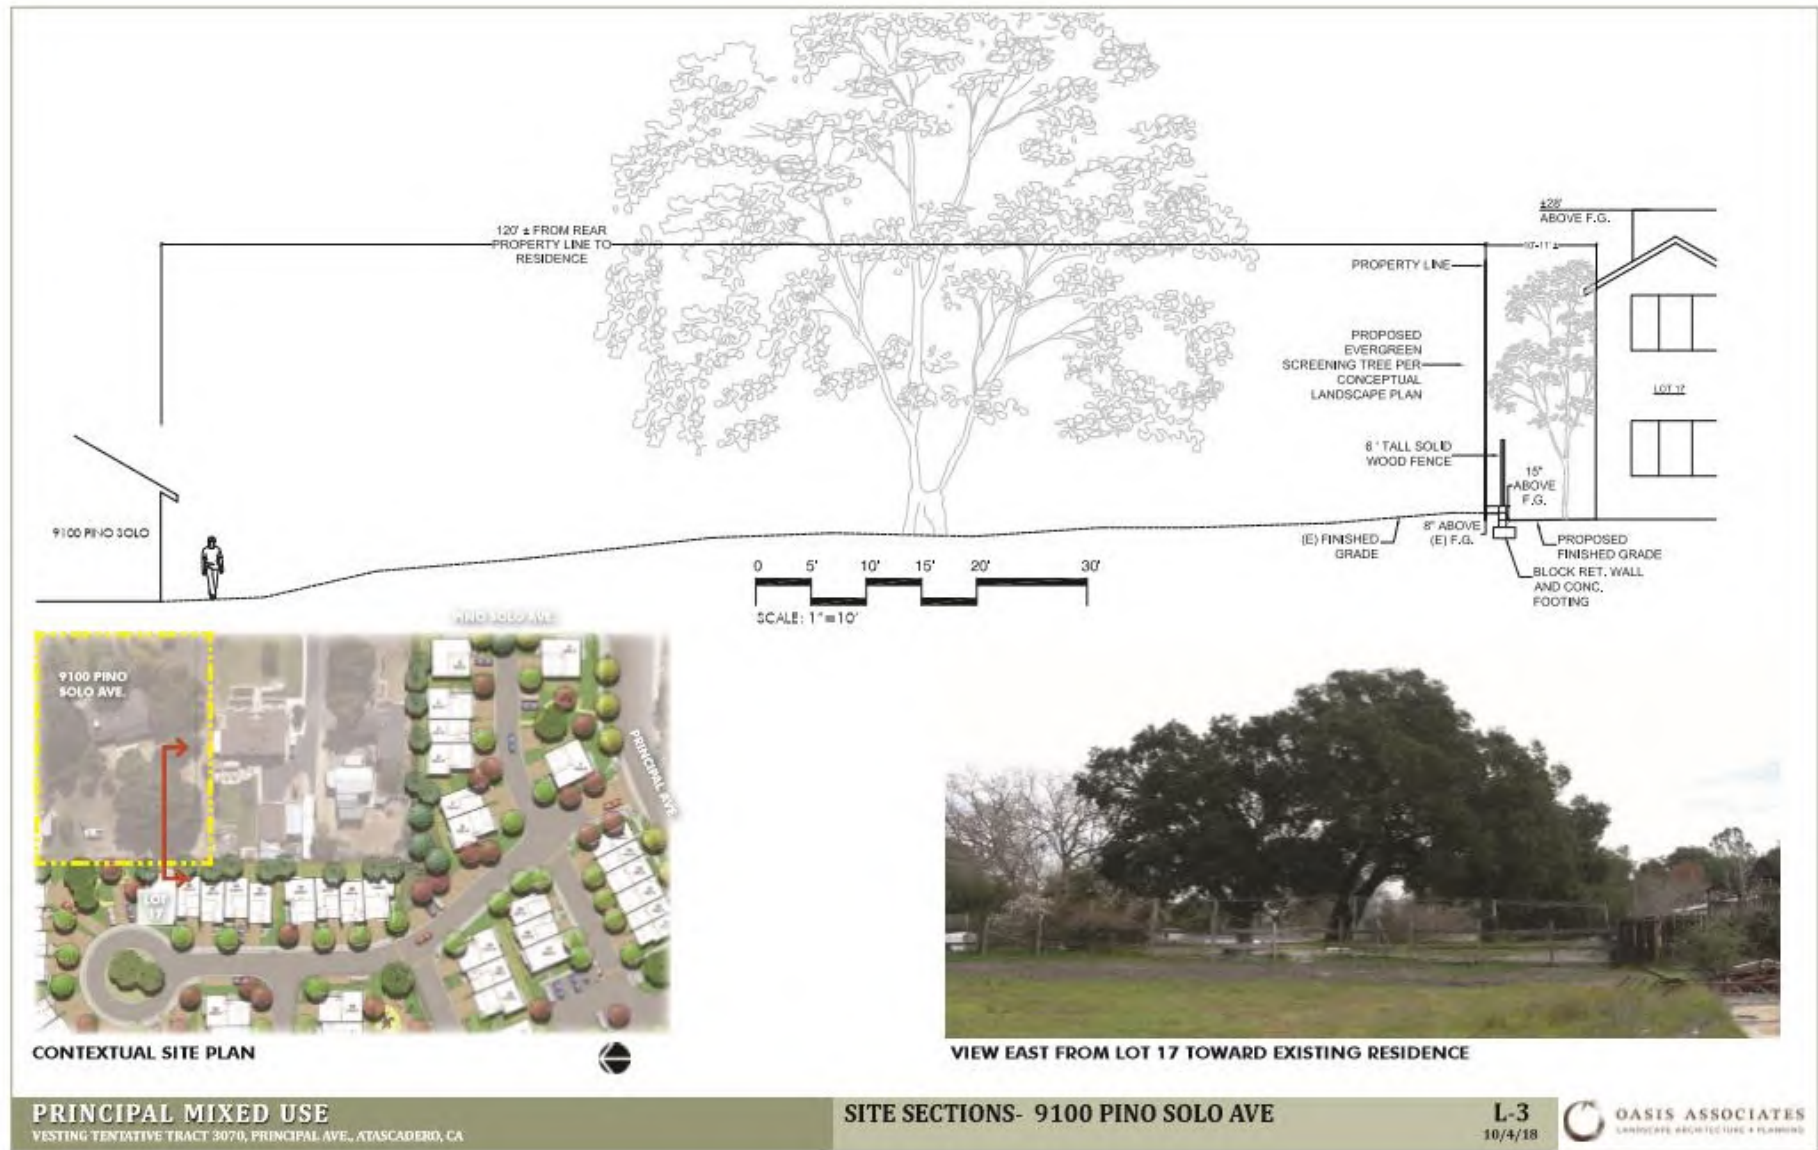 ±28'
ABOVE F.G.
120' ± FROM REAR
PROPERTY LINE TO
RESIDENCE
10'-11' ±
PROPERTY LINE
PROPOSED
EVERGREEN
SCREENING TREE PER
CONCEPTUAL
LANDSCAPE PLAN
LOT 17
6' TALL SOLID
WOOD FENCE
15"
ABOVE
F.G.
9100 PINO SOLO
(E) FINISHED
GRADE
8" ABOVE
(E) F.G.
PROPOSED
FINISHED GRADE
BLOCK RET. WALL
AND CONC.
FOOTING
0 5' 10' 15' 20' 30'
SCALE: 1"=10'
PINO SOLO AVE.
9100 PINO
SOLO AVE.
PRINCIPAL AVE.
LOT
17
CONTEXTUAL SITE PLAN
VIEW EAST FROM LOT 17 TOWARD EXISTING RESIDENCE
PRINCIPAL MIXED USE
VESTING TENTATIVE TRACT 3070, PRINCIPAL AVE., ATASCADERO, CA
SITE SECTIONS- 9100 PINO SOLO AVE
L-3
10/4/18
OASIS ASSOCIATES
LANDSCAPE ARCHITECTURE + PLANNING